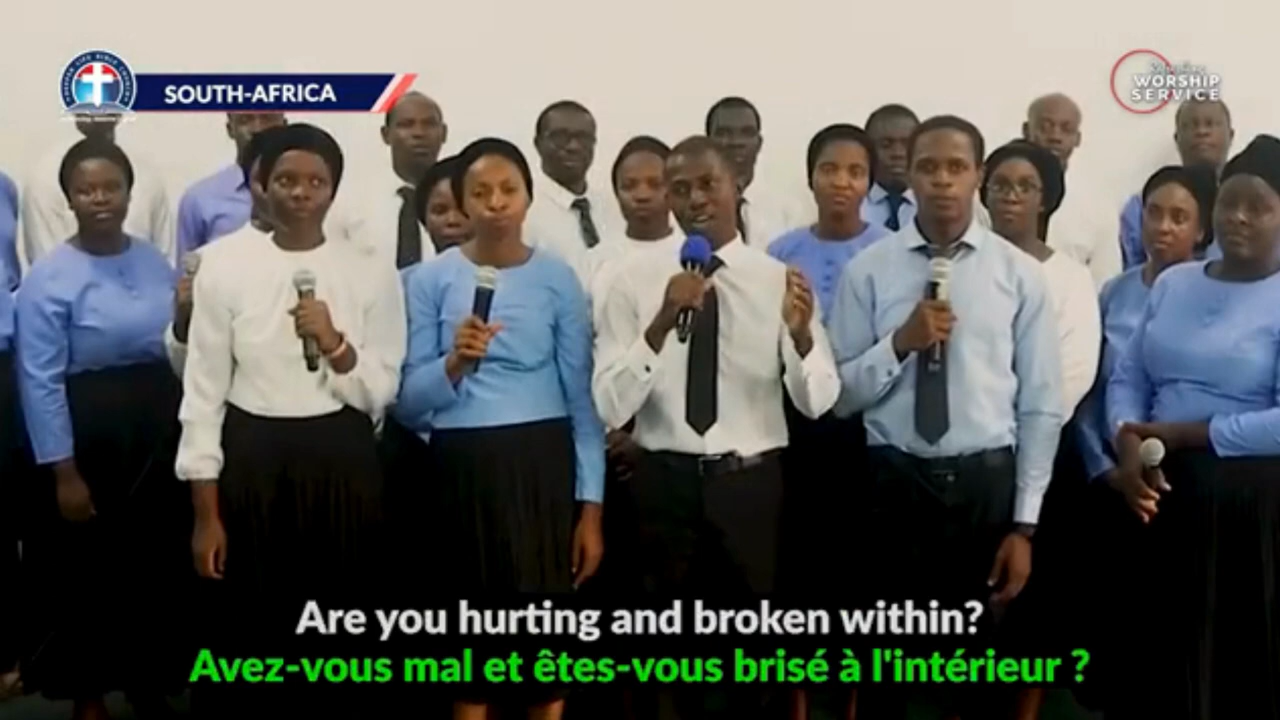 SOUTH-AFRICA
WORSHIP
SERVICE
Are you hurting and broken within?
Avez-vous mal et êtes-vous brisé à l'intérieur ?